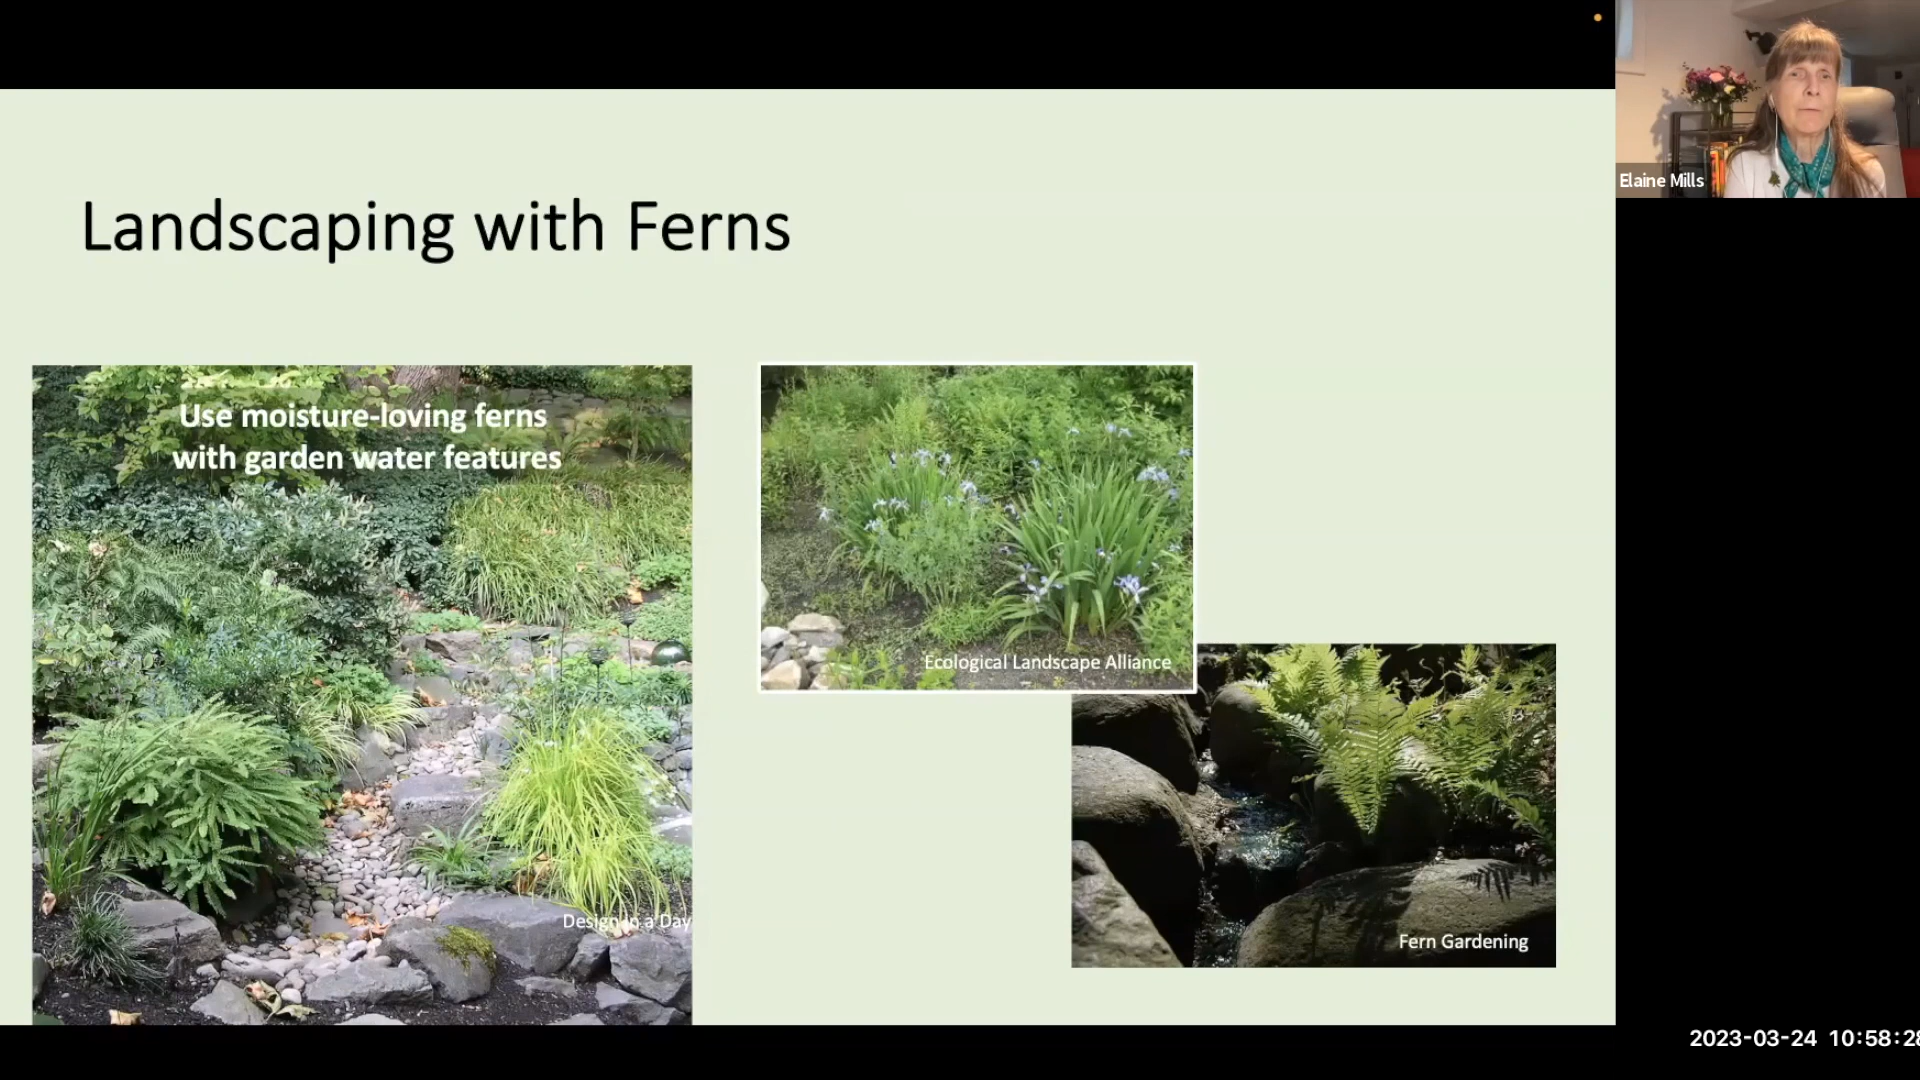 Landscaping with Ferns
Use moisture-loving ferns
with garden water features
Design in a Day
Ecological Landscape Alliance
Fern Gardening
Elaine Mills
2023-03-24 10:58:28